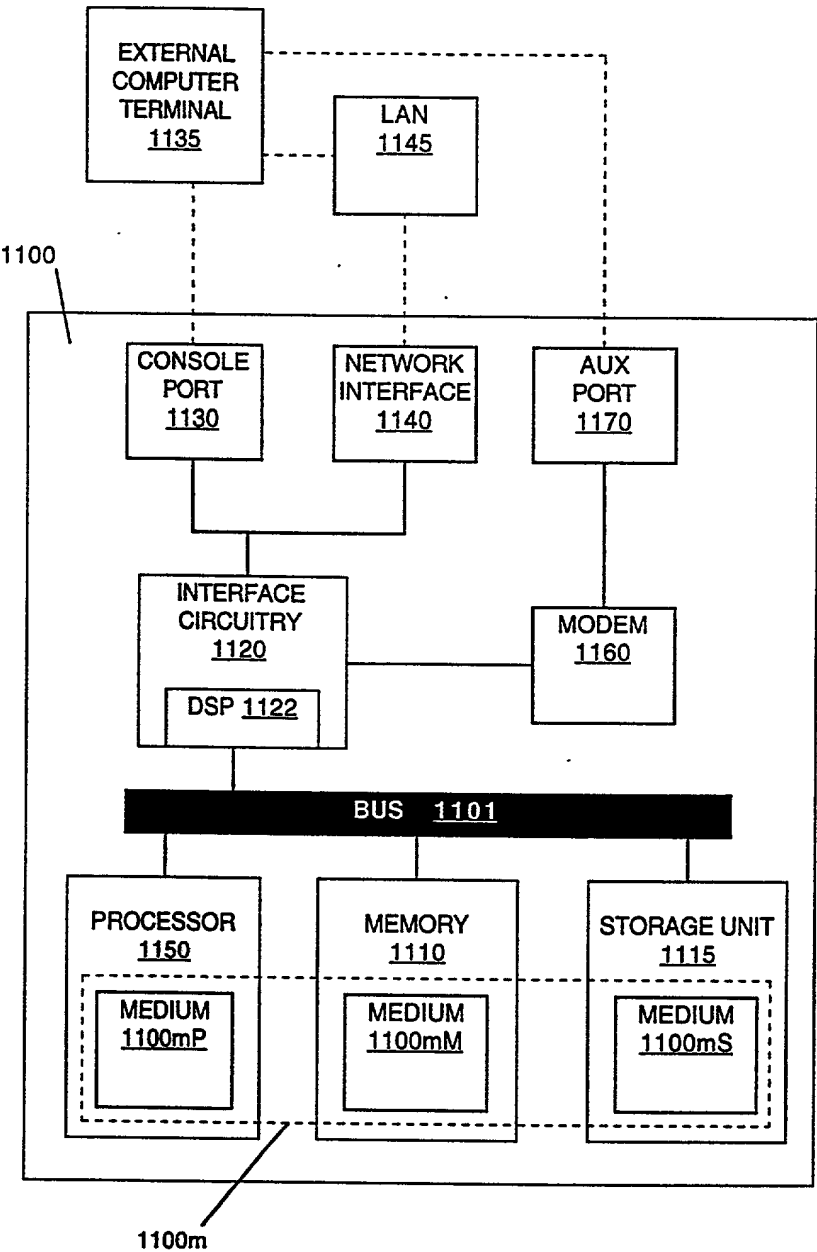 EXTERNAL
COMPUTER
TERMINAL
1135
LAN
1145
1100
CONSOLE
PORT
1130
NETWORK
INTERFACE
1140
AUX
PORT
1170
INTERFACE
CIRCUITRY
1120
DSP 1122
MODEM
1160
BUS 1101
PROCESSOR
1150
MEMORY
1110
STORAGE UNIT
1115
MEDIUM
1100mP
MEDIUM
1100mM
MEDIUM
1100mS
1100m